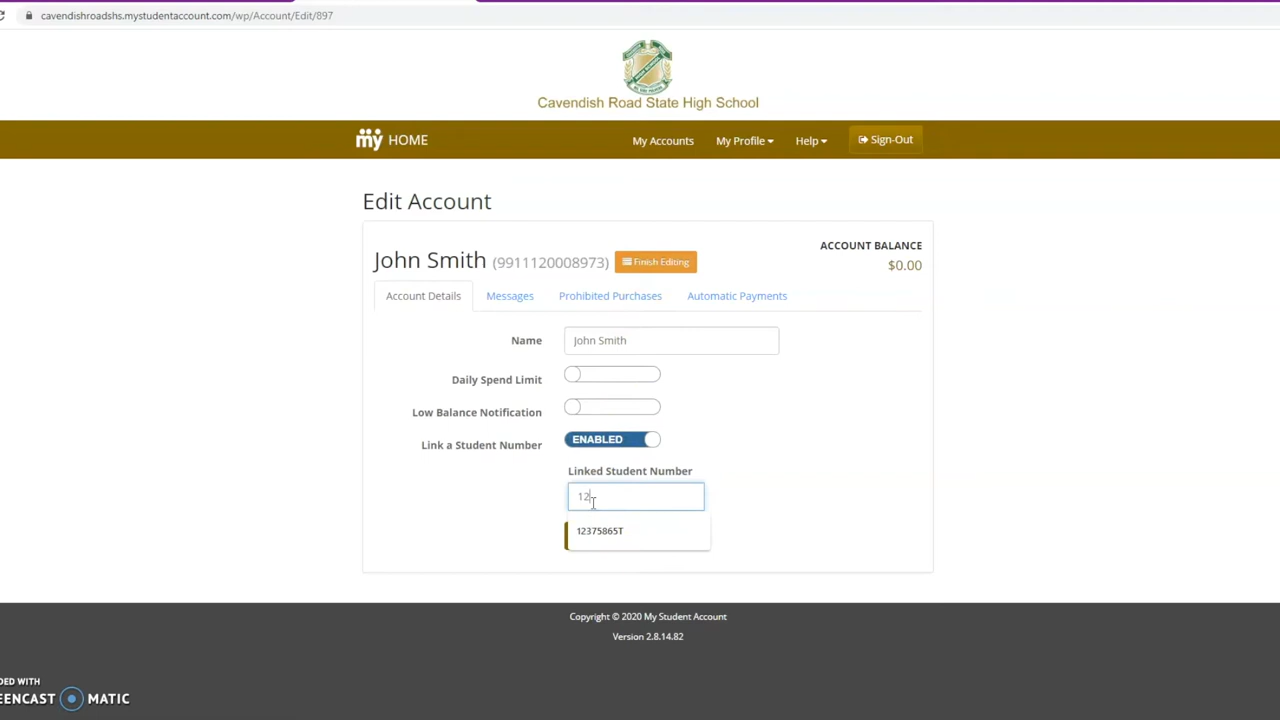 cavendishroadshs.mystudentaccount.com/wp/Account/Edit/897
Cavendish Road State High School
my HOME
My Accounts
My Profile
Help
Sign-Out
Edit Account
John Smith (9911120008973) Finish Editing
ACCOUNT BALANCE
$0.00
Account Details
Messages
Prohibited Purchases
Automatic Payments
Name
John Smith
Daily Spend Limit
Low Balance Notification
Link a Student Number
ENABLED
Linked Student Number
12
12375865T
Copyright © 2020 My Student Account
Version 2.8.14.82
DED WITH
EENCAST MATIC